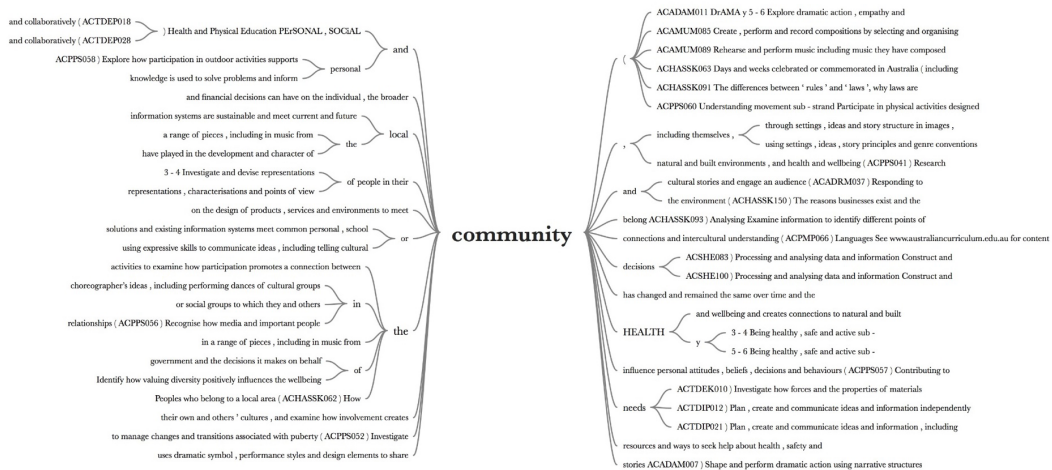 and collaboratively ( ACTDEP018
and collaboratively ( ACTDEP028
) Health and Physical Education PErSONAL , SOCiAL
ACPPS058 ) Explore how participation in outdoor activities supports
knowledge is used to solve problems and inform
personal
and
and financial decisions can have on the individual , the broader
information systems are sustainable and meet current and future
a range of pieces , including in music from
have played in the development and character of
the
local
3 - 4 Investigate and devise representations
representations , characterisations and points of view
of people in their
on the design of products , services and environments to meet
solutions and existing information systems meet common personal , school
using expressive skills to communicate ideas , including telling cultural
or
activities to examine how participation promotes a connection between
choreographer's ideas , including performing dances of cultural groups
or social groups to which they and others
relationships ( ACPPS056 ) Recognise how media and important people
in
in a range of pieces , including in music from
the
government and the decisions it makes on behalf
Identify how valuing diversity positively influences the wellbeing
of
Peoples who belong to a local area ( ACHASSK062 ) How
their own and others ' cultures , and examine how involvement creates
to manage changes and transitions associated with puberty ( ACPPS052 ) Investigate
uses dramatic symbol , performance styles and design elements to share
community
(
ACADAM011 DrAMA y 5 - 6 Explore dramatic action , empathy and
ACAMUM085 Create , perform and record compositions by selecting and organising
ACAMUM089 Rehearse and perform music including music they have composed
ACHASSK063 Days and weeks celebrated or commemorated in Australia ( including
ACHASSK091 The differences between ‘ rules ’ and ‘ laws ’, why laws are
ACPPS060 Understanding movement sub - strand Participate in physical activities designed
,
including themselves ,
through settings , ideas and story structure in images ,
using settings , ideas , story principles and genre conventions
natural and built environments , and health and wellbeing ( ACPPS041 ) Research
and
cultural stories and engage an audience ( ACADRM037 ) Responding to
the environment ( ACHASSK150 ) The reasons businesses exist and the
belong ACHASSK093 ) Analysing Examine information to identify different points of
connections and intercultural understanding ( ACPMP066 ) Languages See www.australiancurriculum.edu.au for content
decisions
ACSHE083 ) Processing and analysing data and information Construct and
ACSHE100 ) Processing and analysing data and information Construct and
has changed and remained the same over time and the
HEALTH
and wellbeing and creates connections to natural and built
y
3 - 4 Being healthy , safe and active sub -
5 - 6 Being healthy , safe and active sub -
influence personal attitudes , beliefs , decisions and behaviours ( ACPPS057 ) Contributing to
needs
ACTDEK010 ) Investigate how forces and the properties of materials
ACTDIP012 ) Plan , create and communicate ideas and information independently
ACTDIP021 ) Plan , create and communicate ideas and information , including
resources and ways to seek help about health , safety and
stories ACADAM007 ) Shape and perform dramatic action using narrative structures